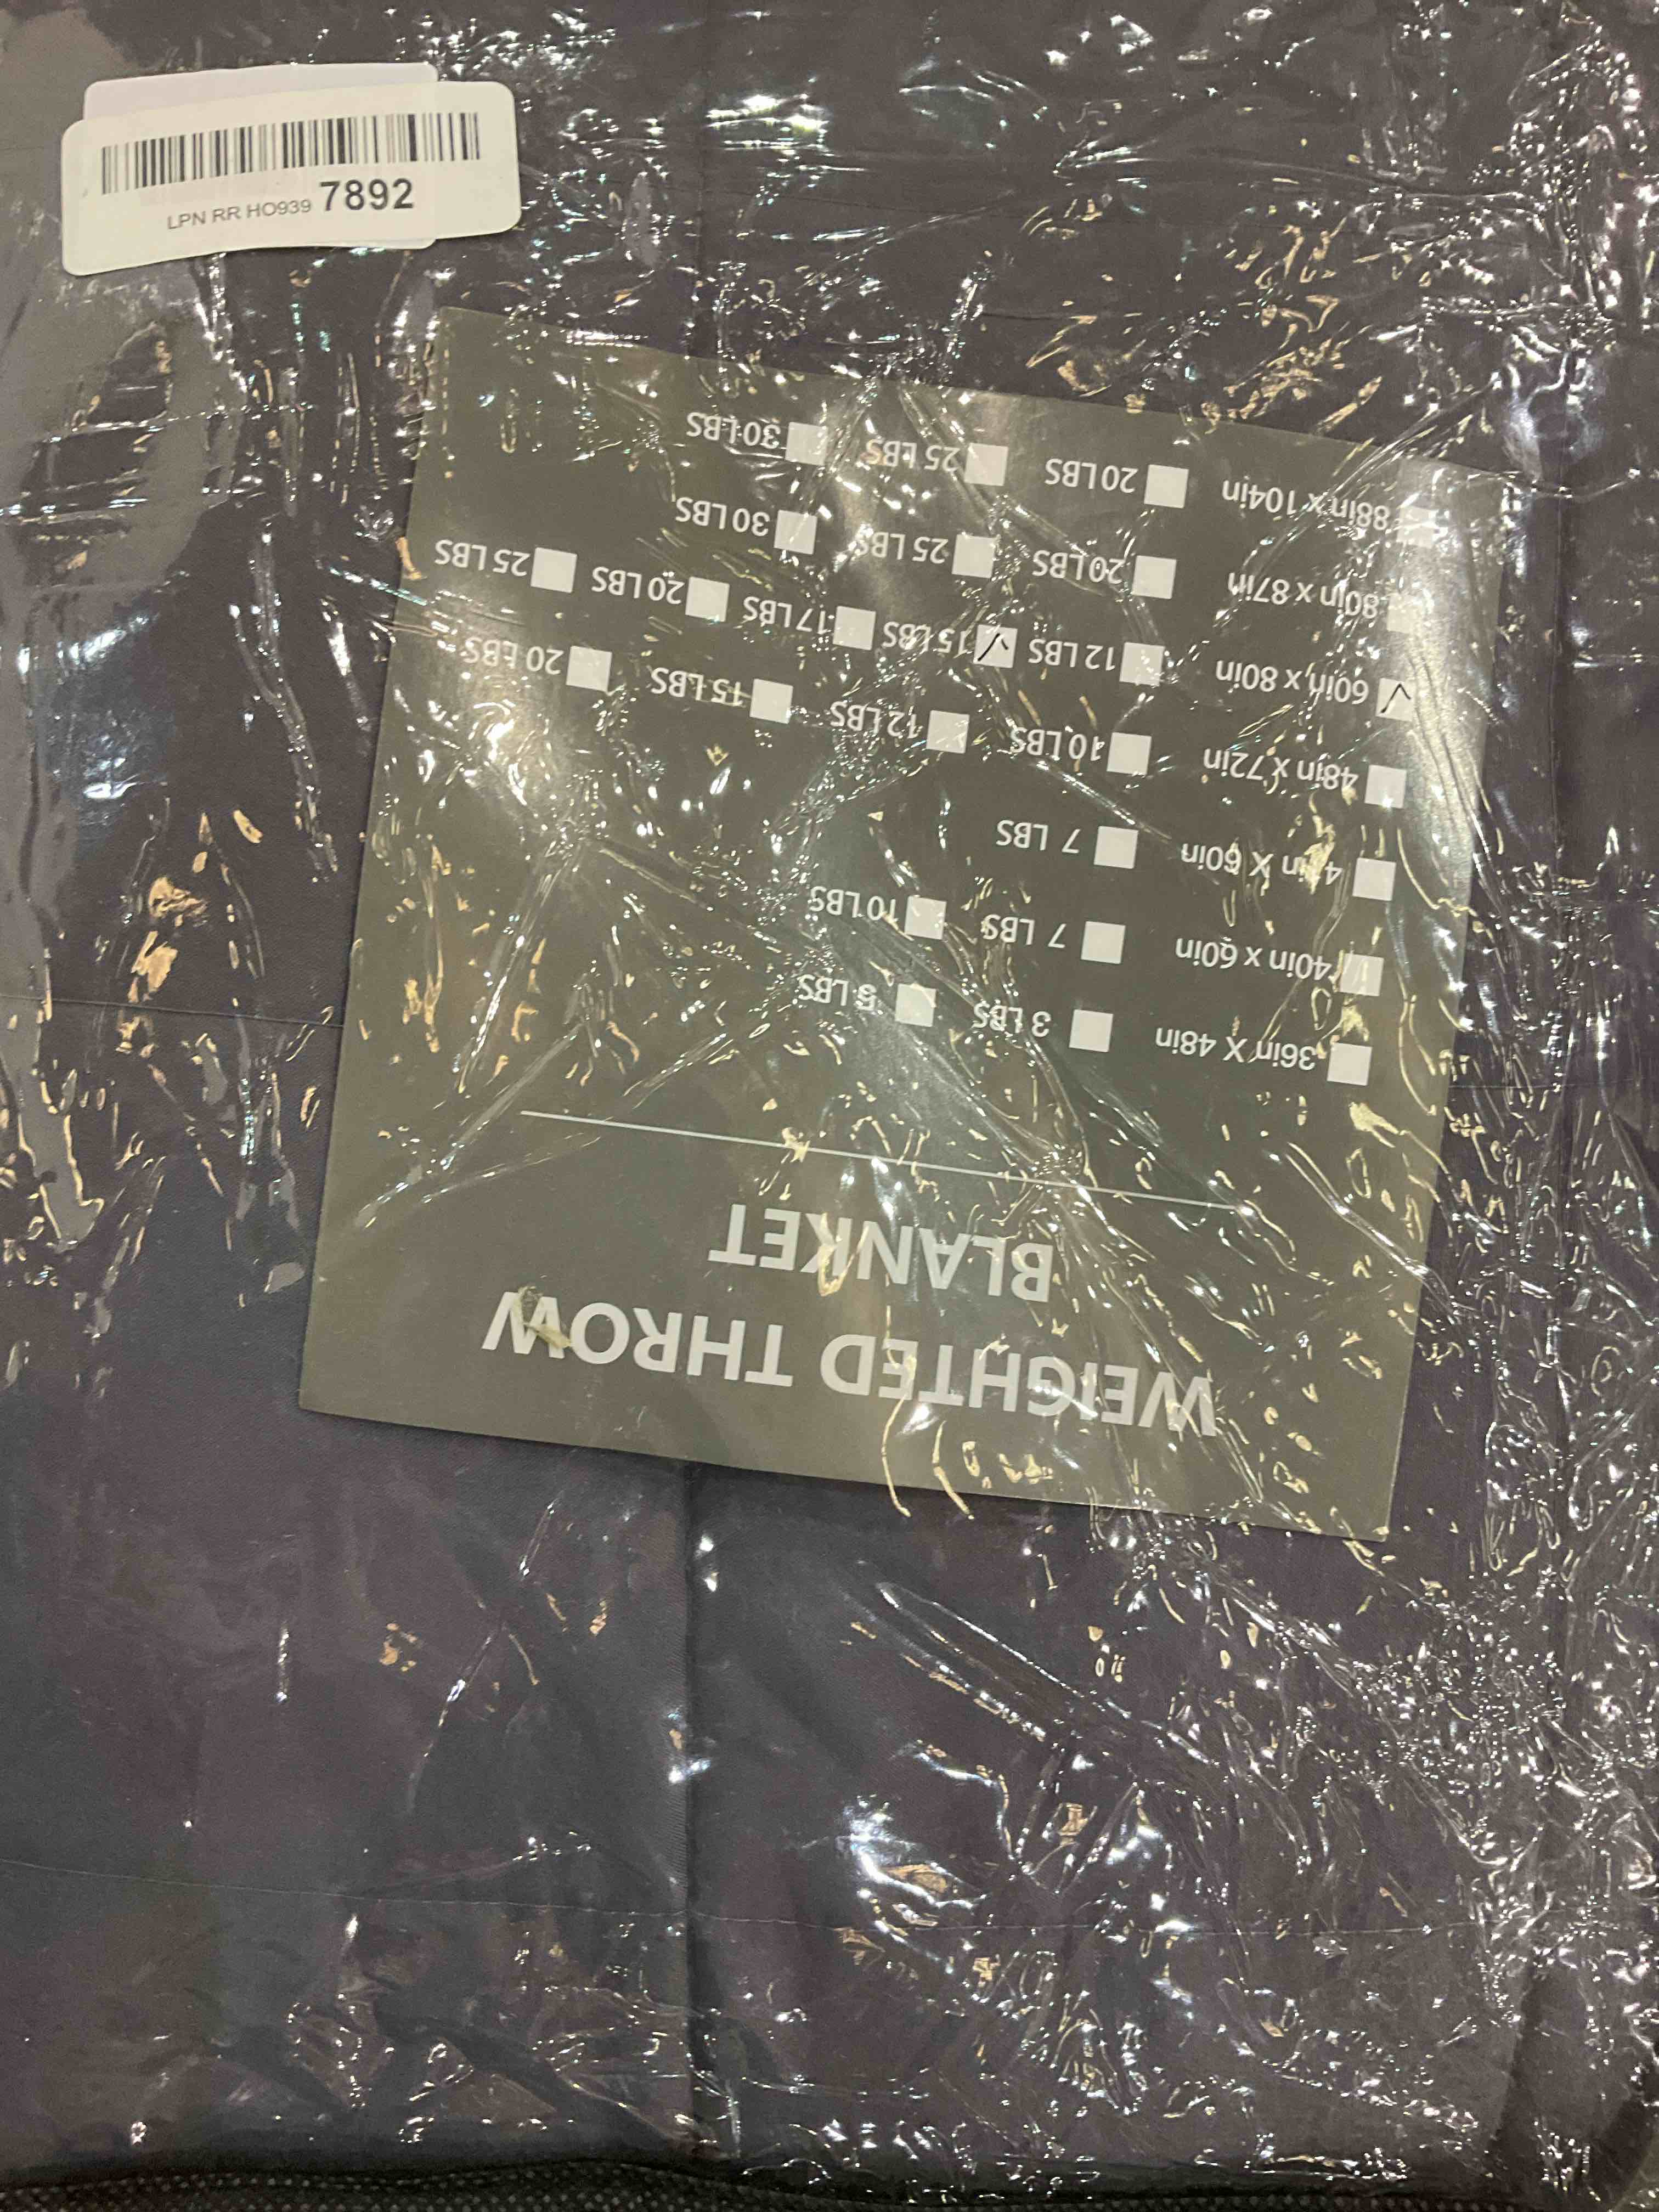 LPN RR HO939 7892
WEIGHTED THROW
BLANKET
36in X 48in 3 LBS LBS
40in x 60in 7 LBS 10 LBS
X 60in 7 LBS
48in x 72in 10 LBS 12 LBS 15 LBS 20 LBS
60in x 80in 12 LBS 15 LBS 17 LBS 20 LBS 25 LBS
80in x 87in 20 LBS 25 LBS 30 LBS
88in x 104in 20 LBS 25 LBS 30 LBS